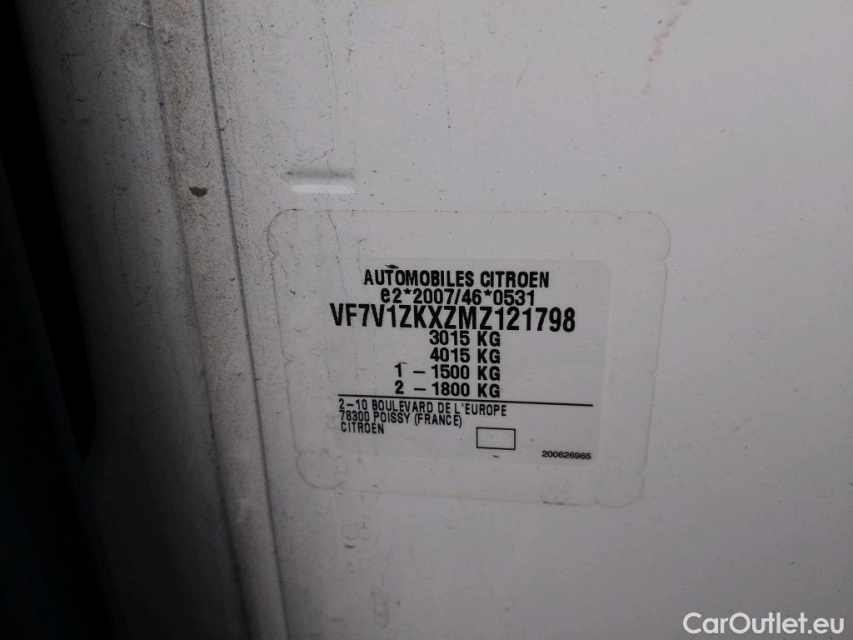 AUTOMOBILES CITROEN
e2*2007/46*0531
VF7V1ZKXZMZ121798
3015 KG
4015 KG
1 - 1500 KG
2 - 1800 KG
2-10 BOULEVARD DE L'EUROPE
78300 POISSY (FRANCE)
CITROEN
200626965
CarOutlet.eu